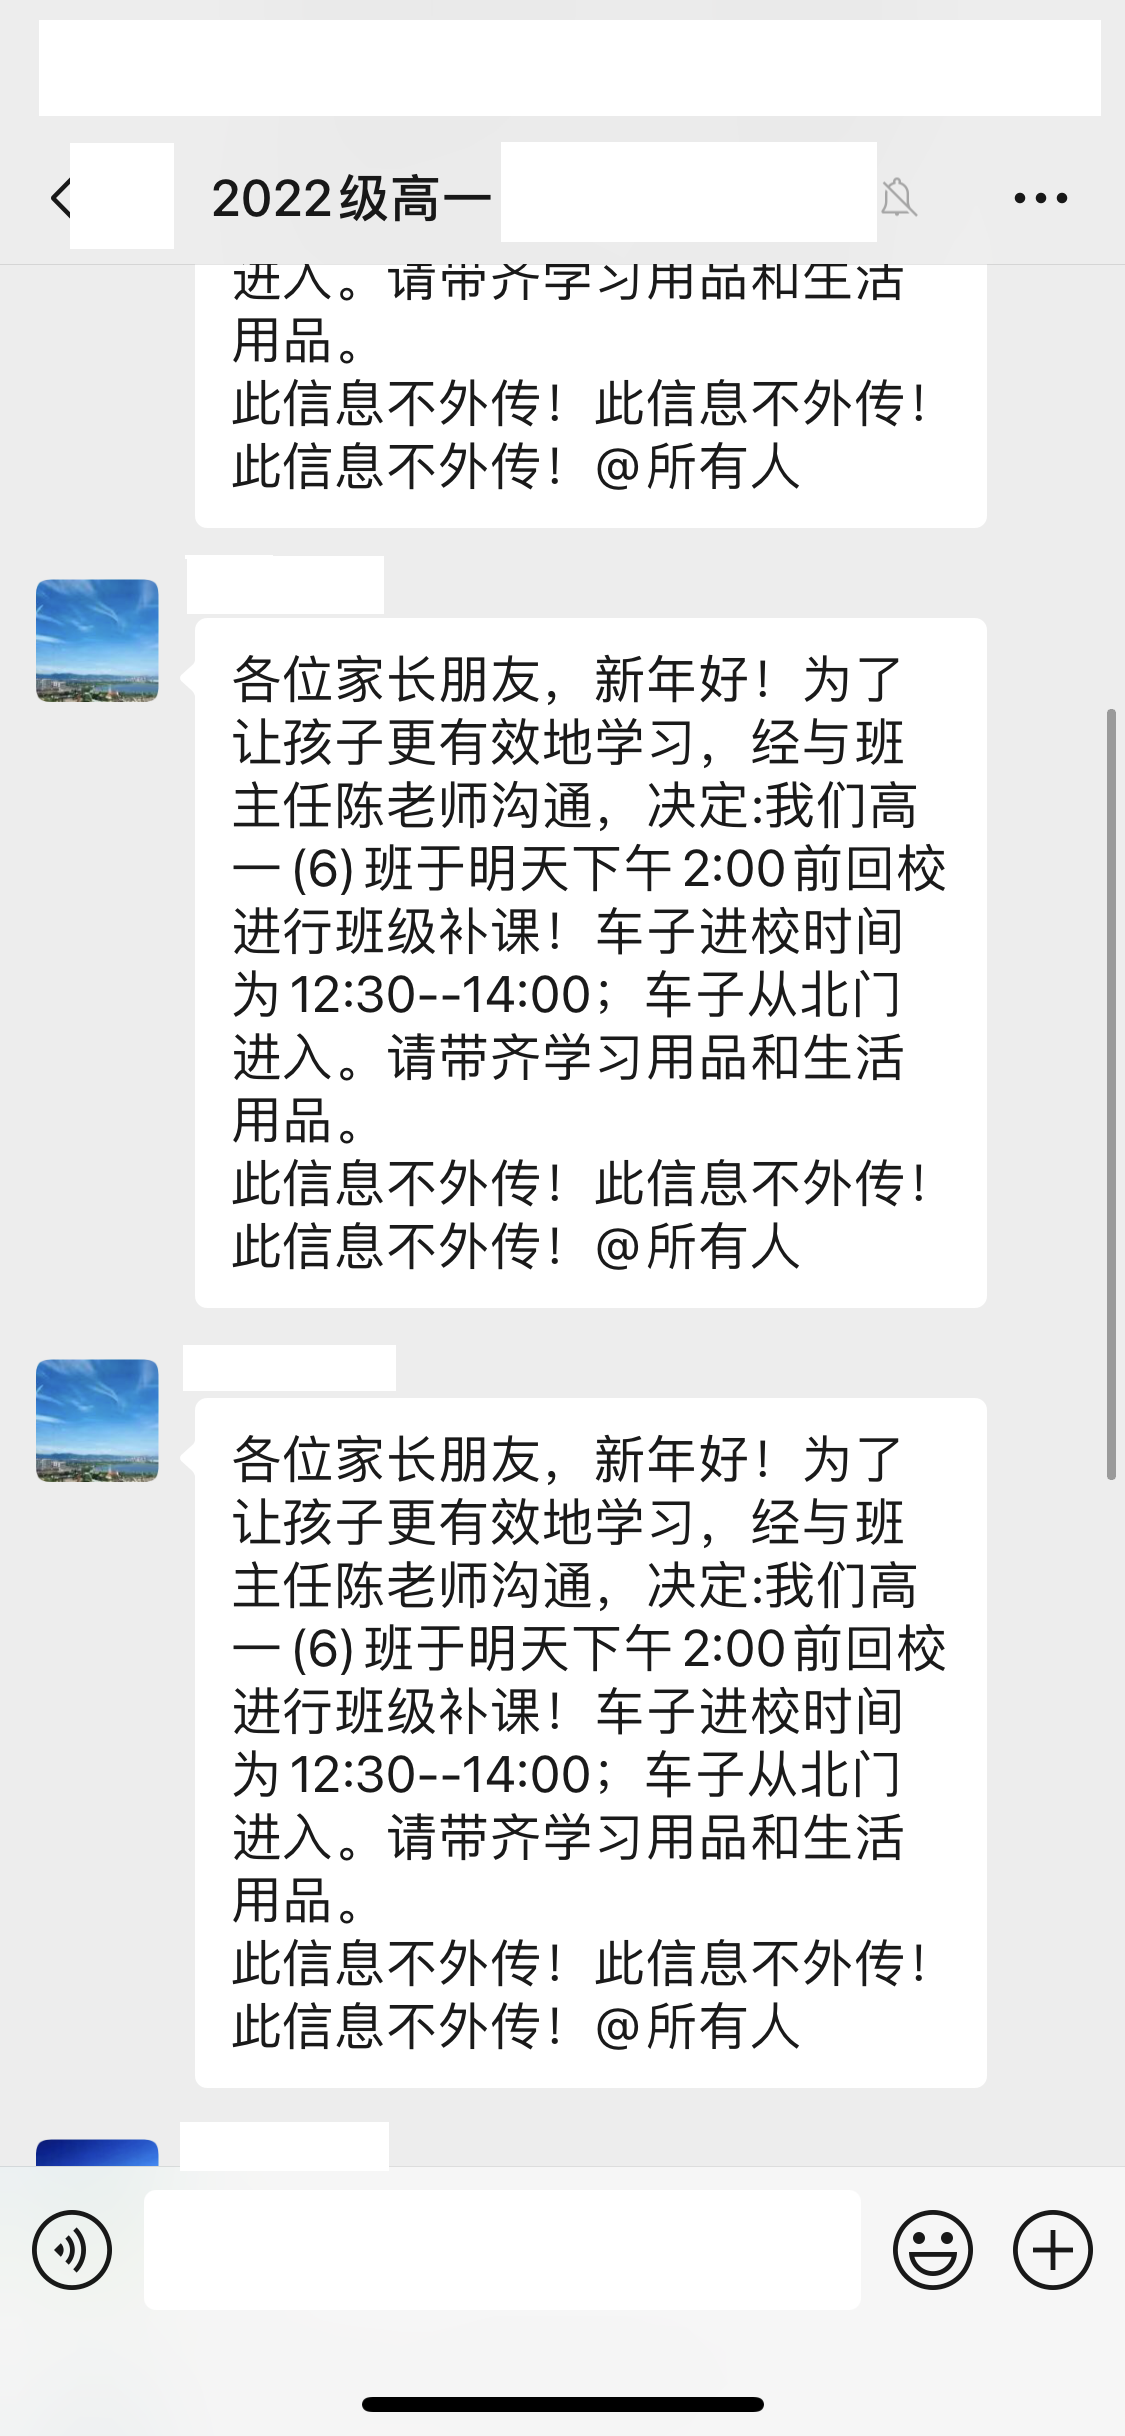 2022级高一
进入。请带齐学习用品和生活
用品。
此信息不外传！此信息不外传！
此信息不外传！@所有人
各位家长朋友，新年好！为了
让孩子更有效地学习，经与班
主任陈老师沟通，决定:我们高
一(6)班于明天下午2:00前回校
进行班级补课！车子进校时间
为12:30--14:00；车子从北门
进入。请带齐学习用品和生活
用品。
此信息不外传！此信息不外传！
此信息不外传！@所有人
各位家长朋友，新年好！为了
让孩子更有效地学习，经与班
主任陈老师沟通，决定:我们高
一(6)班于明天下午2:00前回校
进行班级补课！车子进校时间
为12:30--14:00；车子从北门
进入。请带齐学习用品和生活
用品。
此信息不外传！此信息不外传！
此信息不外传！@所有人